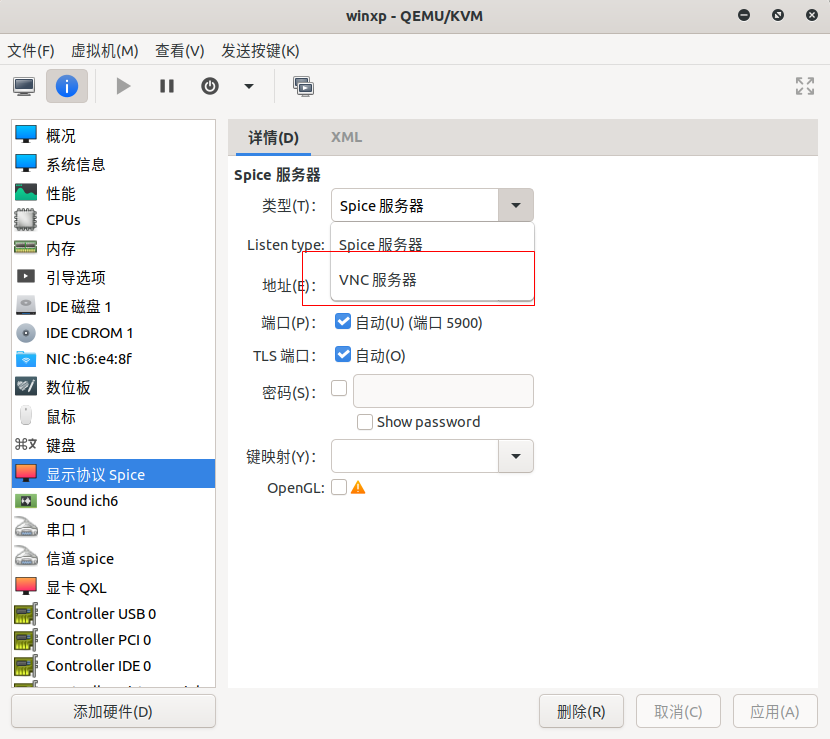 winxp - QEMU/KVM
文件(F) 虚拟机(M) 查看(V) 发送按键(K)
概况
系统信息
性能
CPUs
内存
引导选项
IDE 磁盘 1
IDE CDROM 1
NIC :b6:e4:8f
数位板
鼠标
键盘
显示协议 Spice
Sound ich6
串口 1
信道 spice
显卡 QXL
Controller USB 0
Controller PCI 0
Controller IDE 0
添加硬件(D)
详情(D) XML
Spice 服务器
类型(T): Spice 服务器
Listen type: Spice 服务器
VNC 服务器
地址(E):
端口(P): 自动(U) (端口 5900)
TLS 端口: 自动(O)
密码(S):
Show password
键映射(Y):
OpenGL:
删除(R) 取消(C) 应用(A)